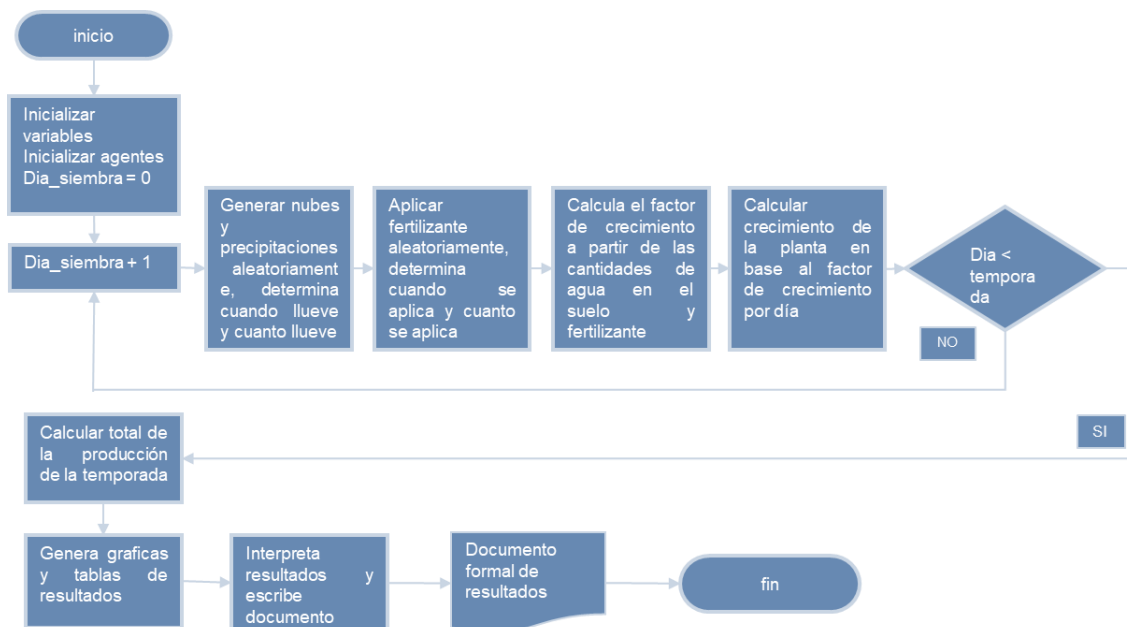 inicio
Inicializar
variables
Inicializar agentes
Dia_siembra = 0
Dia_siembra + 1
Generar nubes
y
precipitaciones
aleatoriament
e, determina
cuando llueve
y cuanto llueve
Aplicar
fertilizante
aleatoriamente,
determina
cuando se
aplica y cuanto
se aplica
Calcula el factor
de crecimiento
a partir de las
cantidades de
agua en el
suelo y
fertilizante
Calcular
crecimiento de
la planta en
base al factor
de crecimiento
por día
Dia <
tempora
da
NO
SI
Calcular total de
la producción
de la temporada
Genera graficas
y tablas de
resultados
Interpreta
resultados y
escribe
documento
Documento
formal de
resultados
fin